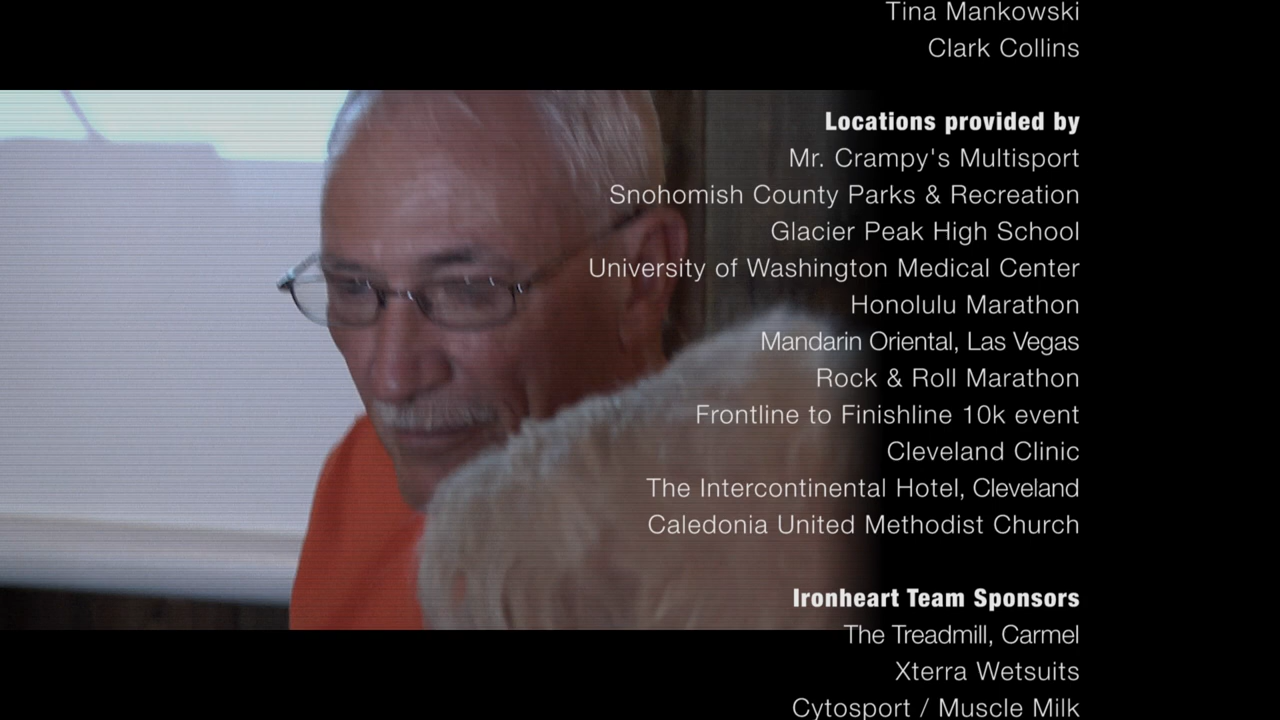 Tina Mankowski
Clark Collins
Locations provided by
Mr. Crampy's Multisport
Snohomish County Parks & Recreation
Glacier Peak High School
University of Washington Medical Center
Honolulu Marathon
Mandarin Oriental, Las Vegas
Rock & Roll Marathon
Frontline to Finishline 10k event
Cleveland Clinic
The Intercontinental Hotel, Cleveland
Caledonia United Methodist Church
Ironheart Team Sponsors
The Treadmill, Carmel
Xterra Wetsuits
Cytosport / Muscle Milk